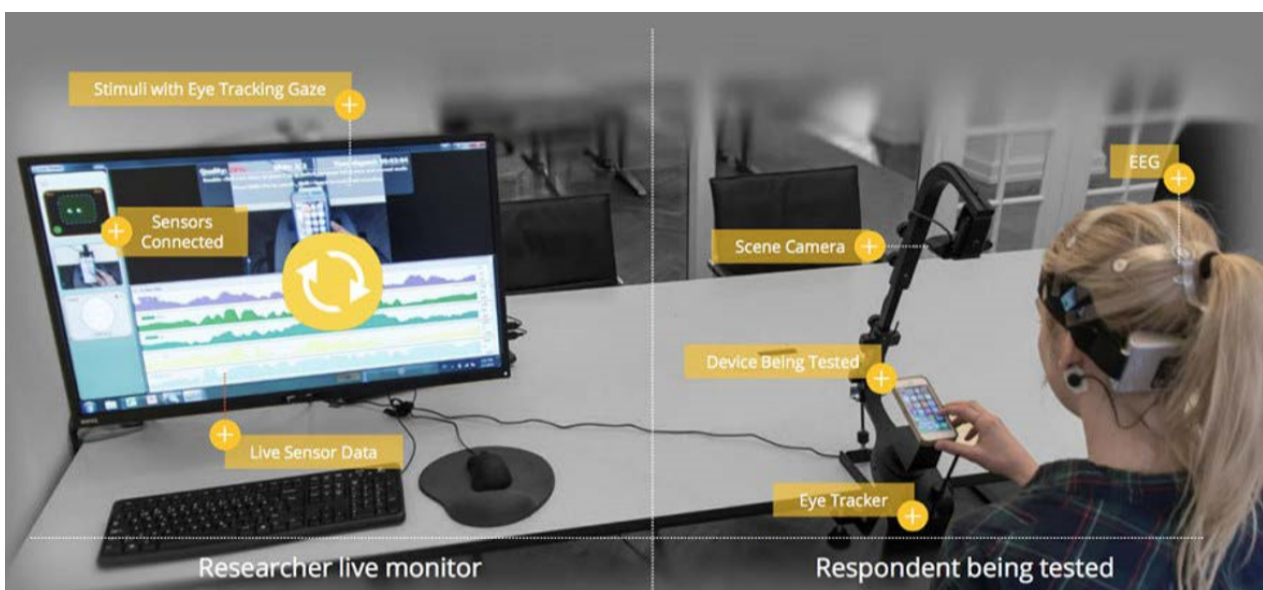 Stimuli with Eye Tracking Gaze
EEG
Sensors
Connected
Scene Camera
Device Being Tested
Live Sensor Data
Eye Tracker
Researcher live monitor
Respondent being tested